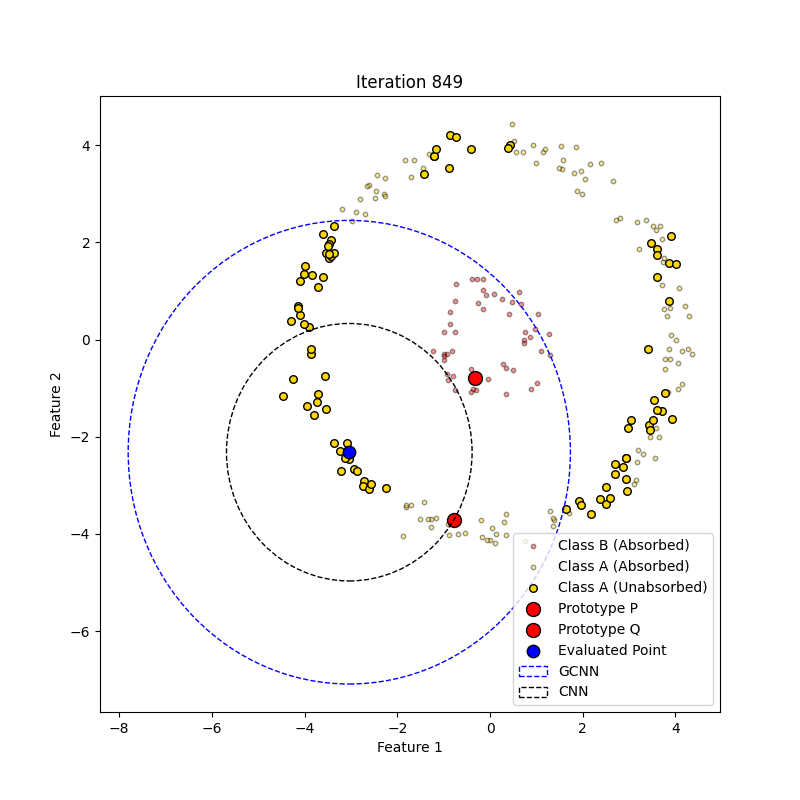 Iteration 849
Feature 2
4
2
0
−2
−4
−6
−8
−6
−4
−2
0
2
4
Feature 1
Class B (Absorbed)
Class A (Absorbed)
Class A (Unabsorbed)
Prototype P
Prototype Q
Evaluated Point
GCNN
CNN